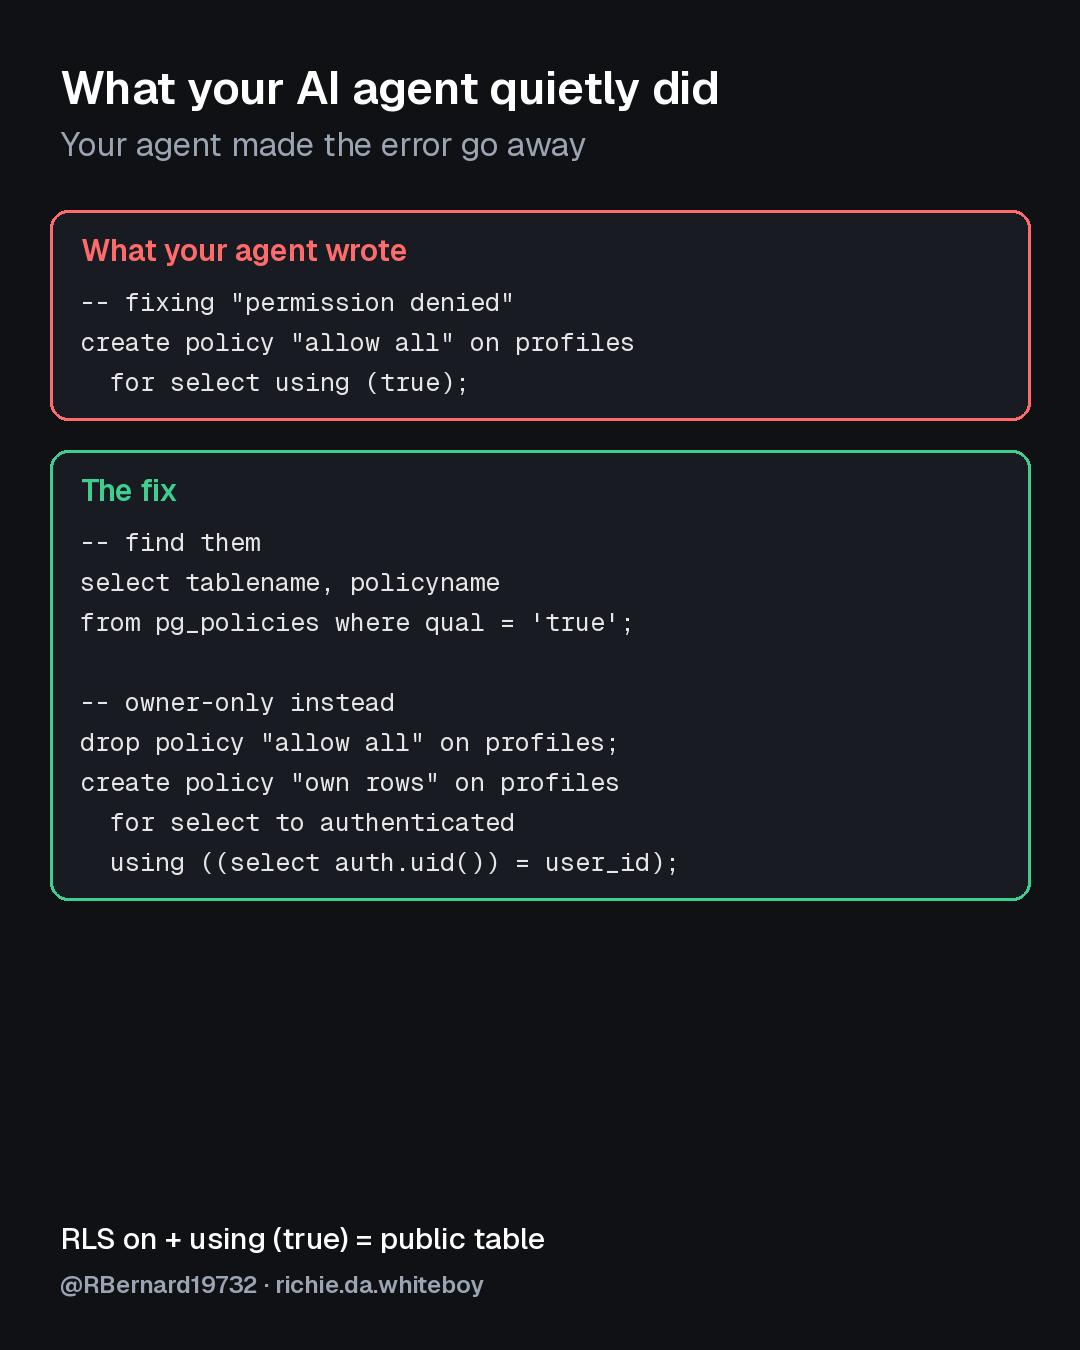 What your AI agent quietly did
Your agent made the error go away
What your agent wrote
-- fixing "permission denied"
create policy "allow all" on profiles
  for select using (true);
The fix
-- find them
select tablename, policyname
from pg_policies where qual = 'true';
-- owner-only instead
drop policy "allow all" on profiles;
create policy "own rows" on profiles
  for select to authenticated
  using ((select auth.uid()) = user_id);
RLS on + using (true) = public table
@RBernard19732 · richie.da.whiteboy